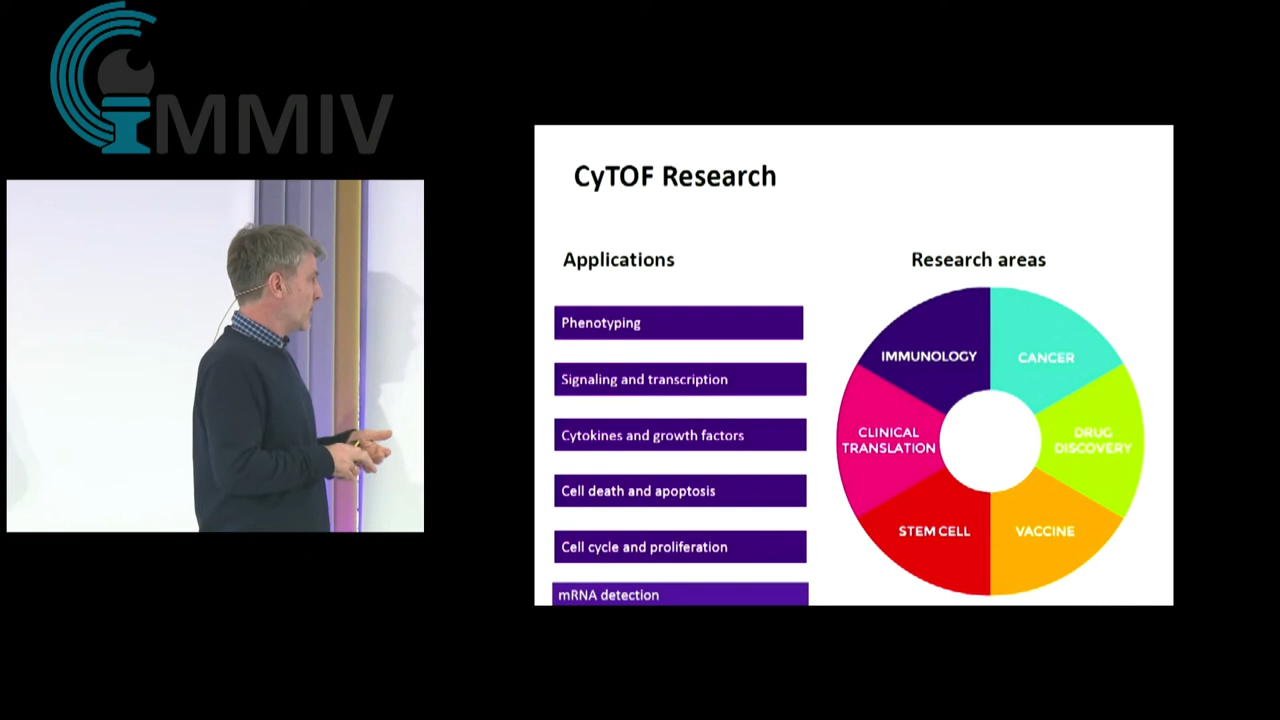 MMIV
CyTOF Research
Applications
Phenotyping
Signaling and transcription
Cytokines and growth factors
Cell death and apoptosis
Cell cycle and proliferation
mRNA detection
Research areas
IMMUNOLOGY
CANCER
CLINICAL
TRANSLATION
DRUG
DISCOVERY
STEM CELL
VACCINE